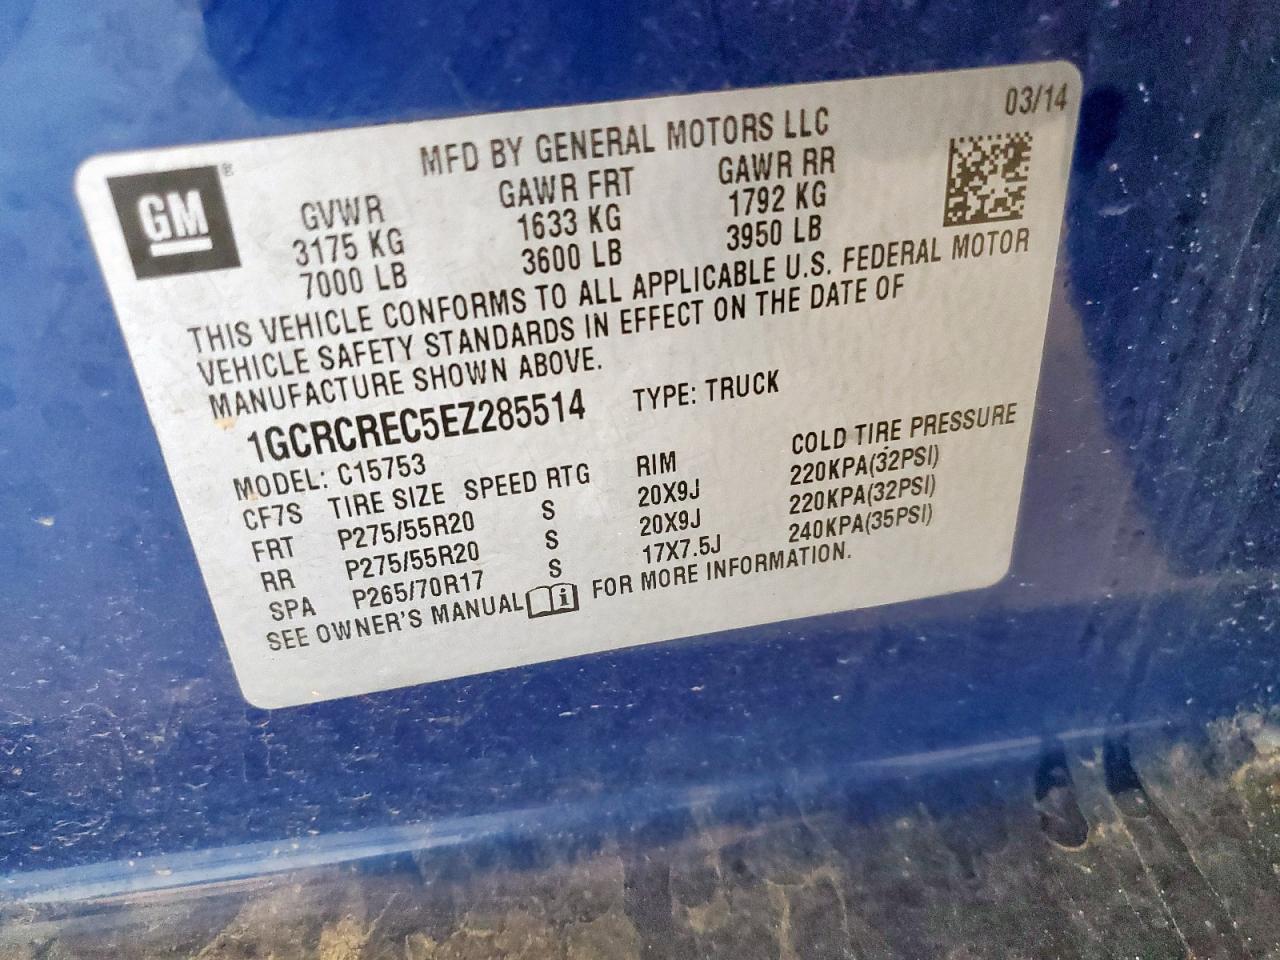 03/14
MFD BY GENERAL MOTORS LLC
GM®
GVWR GAWR FRT GAWR RR
3175 KG 1633 KG 1792 KG
7000 LB 3600 LB 3950 LB
THIS VEHICLE CONFORMS TO ALL APPLICABLE U.S. FEDERAL MOTOR
VEHICLE SAFETY STANDARDS IN EFFECT ON THE DATE OF
MANUFACTURE SHOWN ABOVE.
1GCRCREC5EZ285514 TYPE: TRUCK
MODEL: C15753
CF7S TIRE SIZE SPEED RTG RIM COLD TIRE PRESSURE
FRT P275/55R20 S 20X9J 220KPA(32PSI)
RR P275/55R20 S 20X9J 220KPA(32PSI)
SPA P265/70R17 S 17X7.5J 240KPA(35PSI)
SEE OWNER'S MANUAL i FOR MORE INFORMATION.